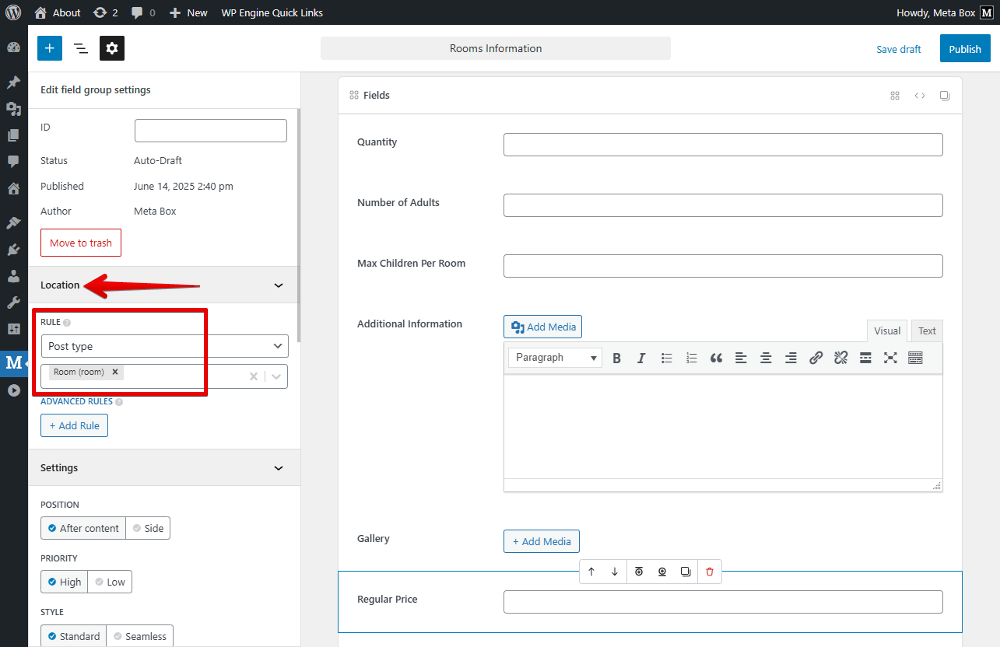 About 2 0 New WP Engine Quick Links Howdy, Meta Box M
Rooms Information Save draft Publish
Edit field group settings
ID
Status Auto-Draft
Published June 14, 2025 2:40 pm
Author Meta Box
Move to trash
Location
RULE
Post type
Room (room)
ADVANCED RULES
+ Add Rule
Settings
POSITION
After content Side
PRIORITY
High Low
STYLE
Standard Seamless
M
Fields
Quantity
Number of Adults
Max Children Per Room
Additional Information Add Media
Visual Text
Paragraph B I
Gallery + Add Media
Regular Price